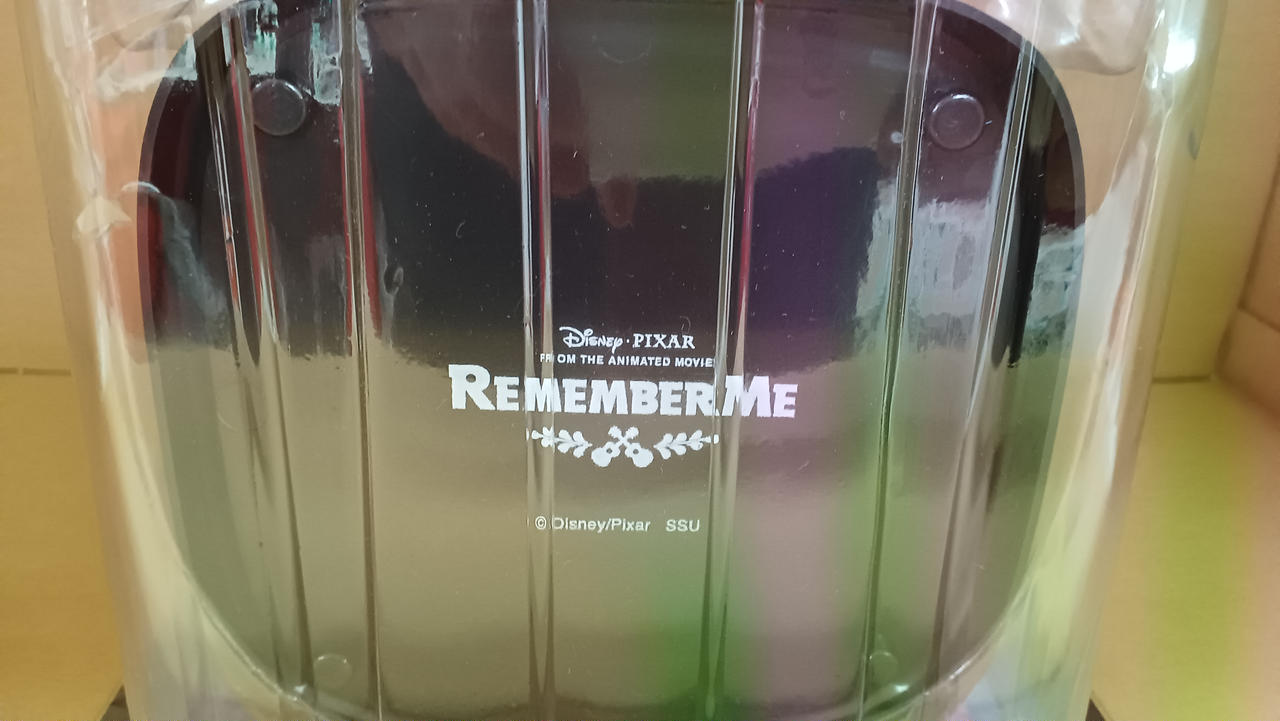 Disney · PIXAR
FROM THE ANIMATED MOVIE
REMEMBER ME
© Disney/Pixar SSU